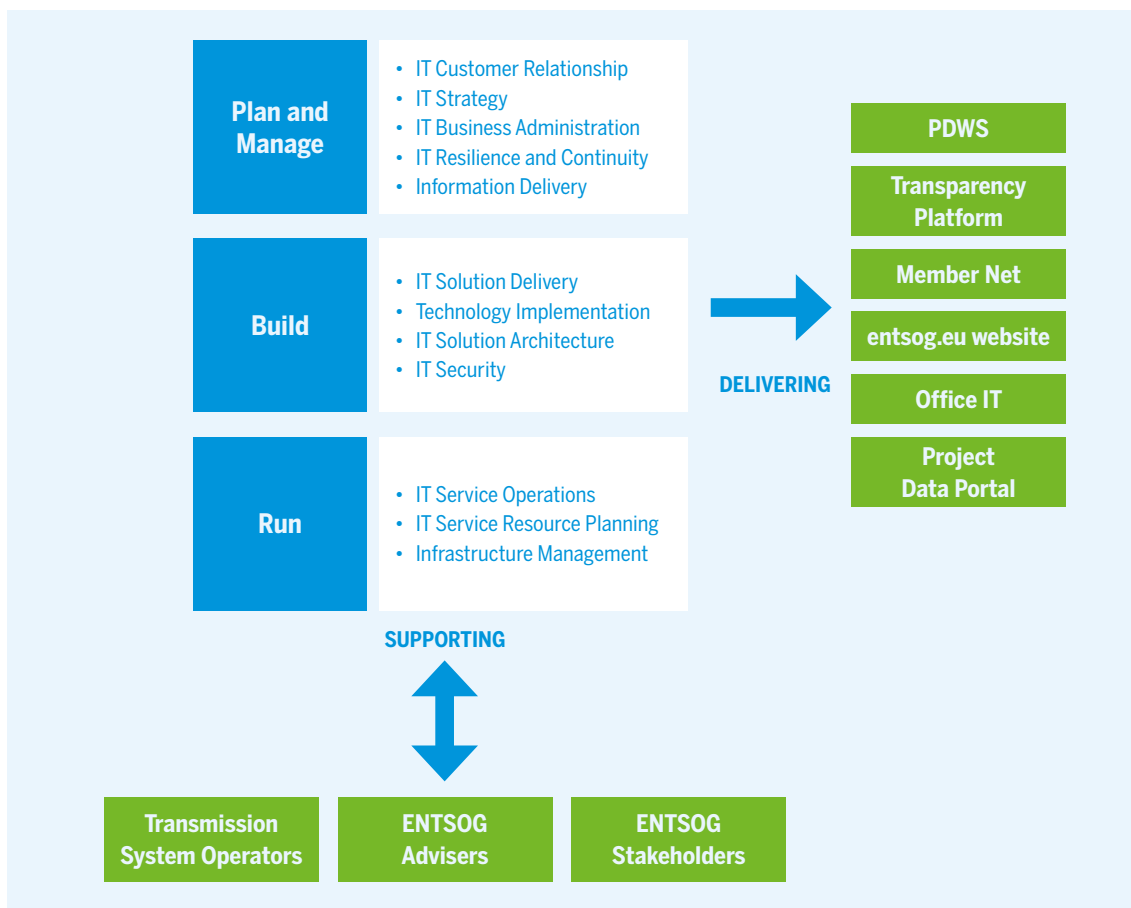 Plan and
Manage
• IT Customer Relationship
• IT Strategy
• IT Business Administration
• IT Resilience and Continuity
• Information Delivery
Build
• IT Solution Delivery
• Technology Implementation
• IT Solution Architecture
• IT Security
Run
• IT Service Operations
• IT Service Resource Planning
• Infrastructure Management
DELIVERING
PDWS
Transparency
Platform
Member Net
entsog.eu website
Office IT
Project
Data Portal
SUPPORTING
Transmission
System Operators
ENTSOG
Advisers
ENTSOG
Stakeholders